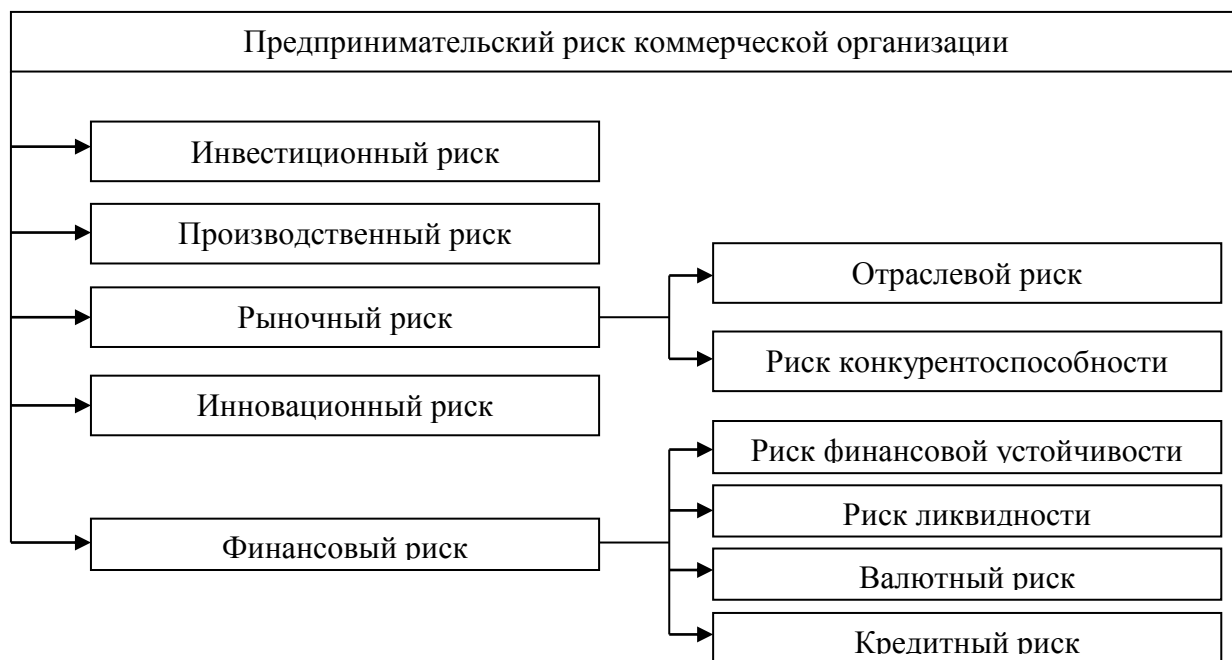 Предпринимательский риск коммерческой организации
Инвестиционный риск
Производственный риск
Рыночный риск
Инновационный риск
Финансовый риск
Отраслевой риск
Риск конкурентоспособности
Риск финансовой устойчивости
Риск ликвидности
Валютный риск
Кредитный риск